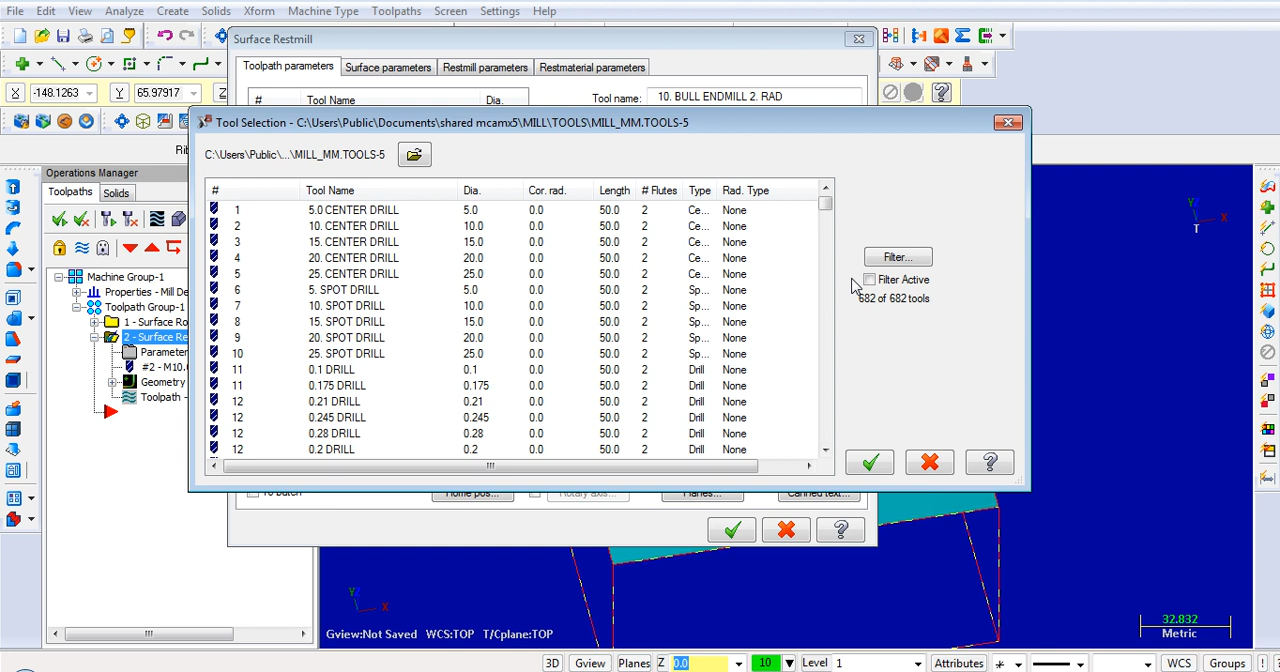 File Edit View Analyze Create Solids Xform Machine Type Toolpaths Screen Settings Help
Surface Restmill
Toolpath parameters Surface parameters Restmill parameters Restmaterial parameters
# Tool Name Dia. Tool name: 10. BULL ENDMILL 2. RAD
X -148.1263 Y 65.97917 Z
Tool Selection - C:\Users\Public\Documents\shared mcamx5\MILL\TOOLS\MILL_MM.TOOLS-5
C:\Users\Public\...\MILL_MM.TOOLS-5
Operations Manager
Toolpaths Solids
Machine Group-1
Properties - Mill De
Toolpath Group-1
1 - Surface Ro
2 - Surface Re
Parameter
#2 - M10.
Geometry
Toolpath -
# Tool Name Dia. Cor. rad. Length # Flutes Type Rad. Type
1 5.0 CENTER DRILL 5.0 0.0 50.0 2 Ce... None
2 10. CENTER DRILL 10.0 0.0 50.0 2 Ce... None
3 15. CENTER DRILL 15.0 0.0 50.0 2 Ce... None
4 20. CENTER DRILL 20.0 0.0 50.0 2 Ce... None
5 25. CENTER DRILL 25.0 0.0 50.0 2 Ce... None
6 5. SPOT DRILL 5.0 0.0 50.0 2 Sp... None
7 10. SPOT DRILL 10.0 0.0 50.0 2 Sp... None
8 15. SPOT DRILL 15.0 0.0 50.0 2 Sp... None
9 20. SPOT DRILL 20.0 0.0 50.0 2 Sp... None
10 25. SPOT DRILL 25.0 0.0 50.0 2 Sp... None
11 0.1 DRILL 0.1 0.0 50.0 2 Drill None
11 0.175 DRILL 0.175 0.0 50.0 2 Drill None
12 0.21 DRILL 0.21 0.0 50.0 2 Drill None
12 0.245 DRILL 0.245 0.0 50.0 2 Drill None
12 0.28 DRILL 0.28 0.0 50.0 2 Drill None
12 0.2 DRILL 0.2 0.0 50.0 2 Drill None
Filter...
Filter Active
682 of 682 tools
Y X T
Y X
Gview:Not Saved WCS:TOP T/Cplane:TOP
32.832
Metric
3D Gview Planes Z 0.0 10 Level 1 Attributes WCS Groups